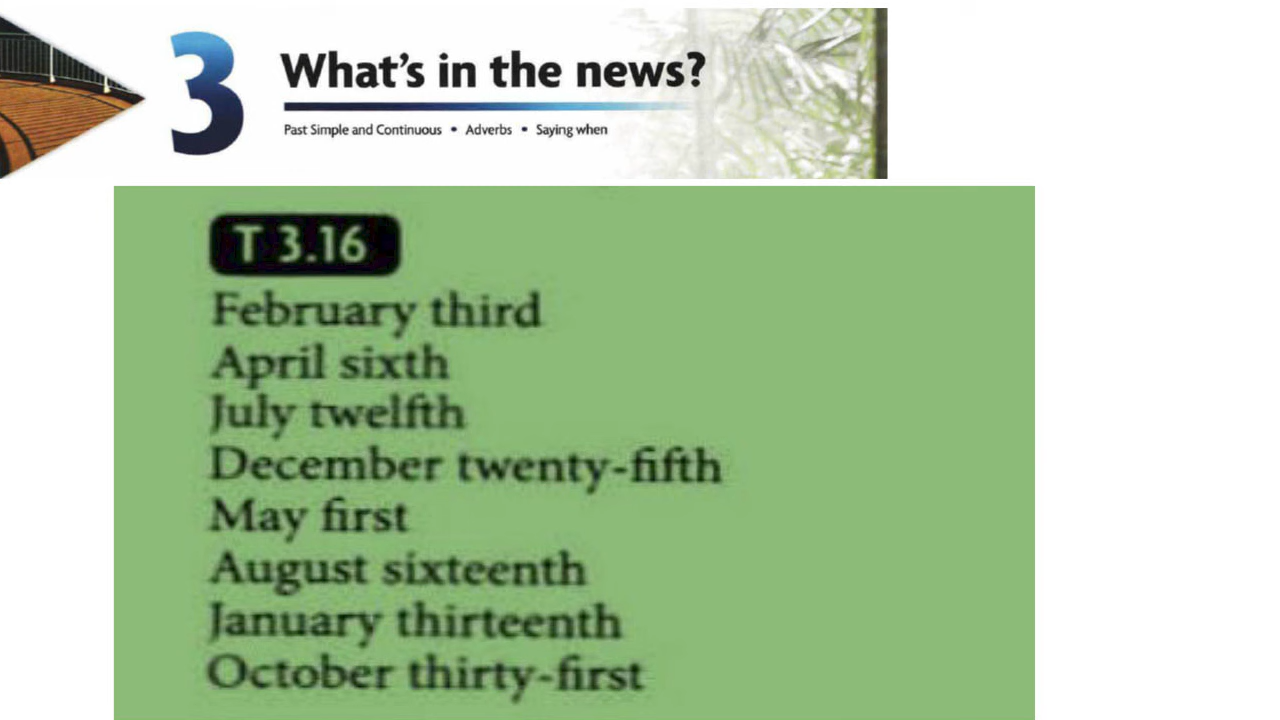 3
What's in the news?
Past Simple and Continuous • Adverbs • Saying when
T 3.16
February third
April sixth
July twelfth
December twenty-fifth
May first
August sixteenth
January thirteenth
October thirty-first